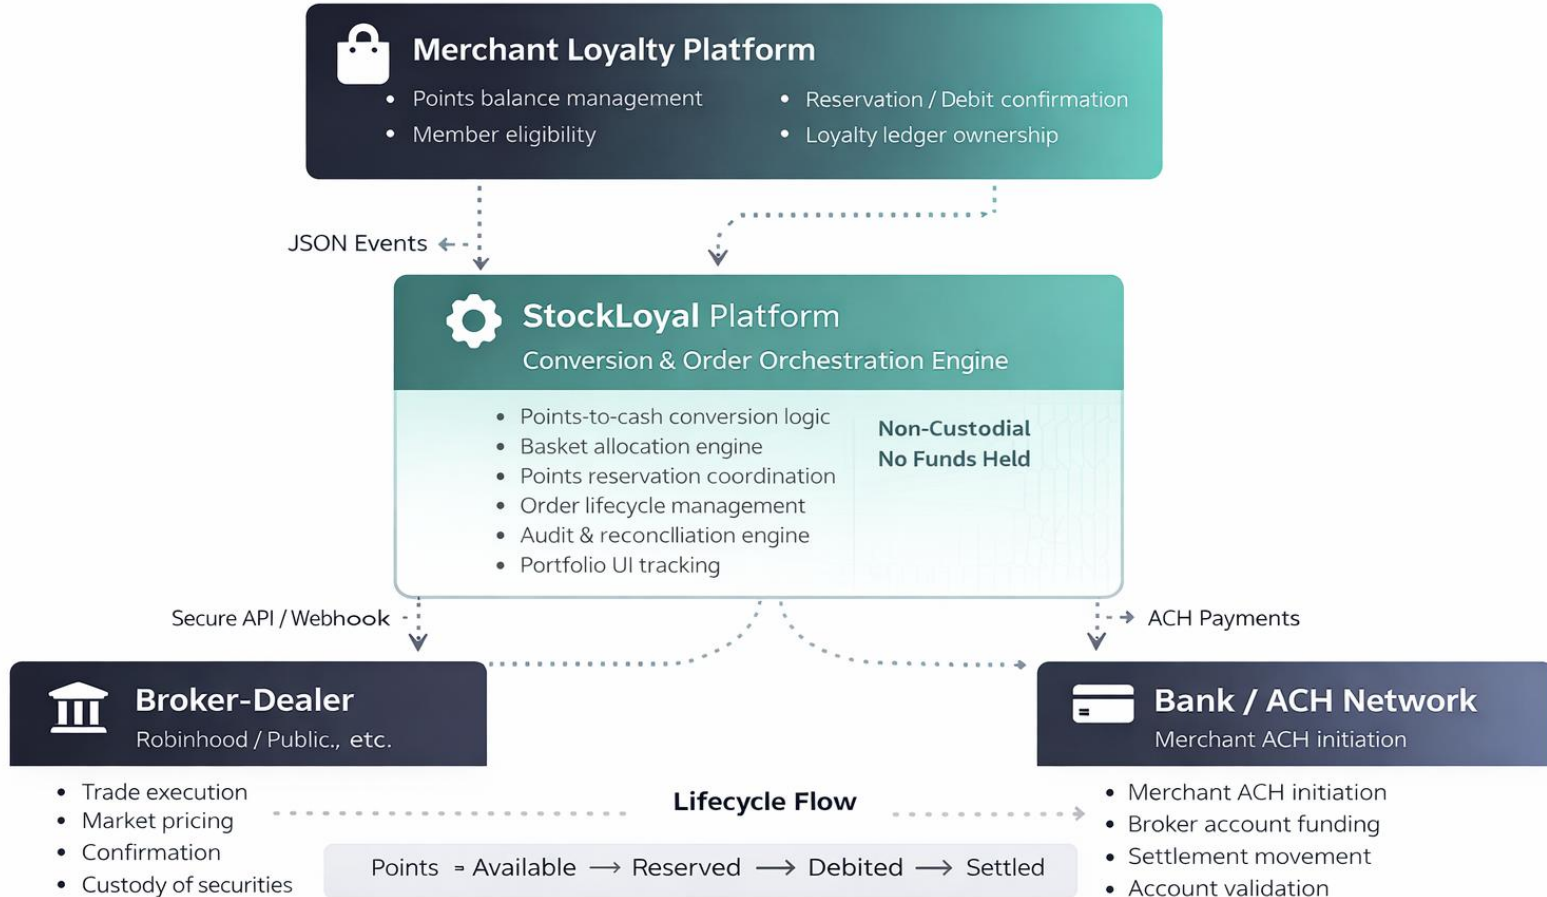 Merchant Loyalty Platform
• Points balance management
• Member eligibility
• Reservation / Debit confirmation
• Loyalty ledger ownership
JSON Events
StockLoyal Platform
Conversion & Order Orchestration Engine
• Points-to-cash conversion logic
• Basket allocation engine
• Points reservation coordination
• Order lifecycle management
• Audit & reconclliation engine
• Portfolio UI tracking
Non-Custodial
No Funds Held
Secure API / Webhook
ACH Payments
Broker-Dealer
Robinhood / Public., etc.
• Trade execution
• Market pricing
• Confirmation
• Custody of securities
Bank / ACH Network
Merchant ACH initiation
• Merchant ACH initiation
• Broker account funding
• Settlement movement
• Account validation
Lifecycle Flow
Points = Available → Reserved → Debited → Settled